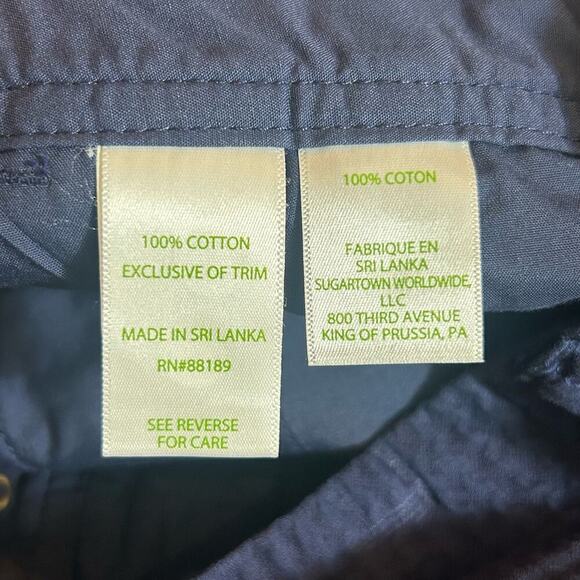 100% COTTON
EXCLUSIVE OF TRIM
MADE IN SRI LANKA
RN#88189
SEE REVERSE
FOR CARE
100% COTON
FABRIQUE EN
SRI LANKA
SUGARTOWN WORLDWIDE,
LLC
800 THIRD AVENUE
KING OF PRUSSIA, PA